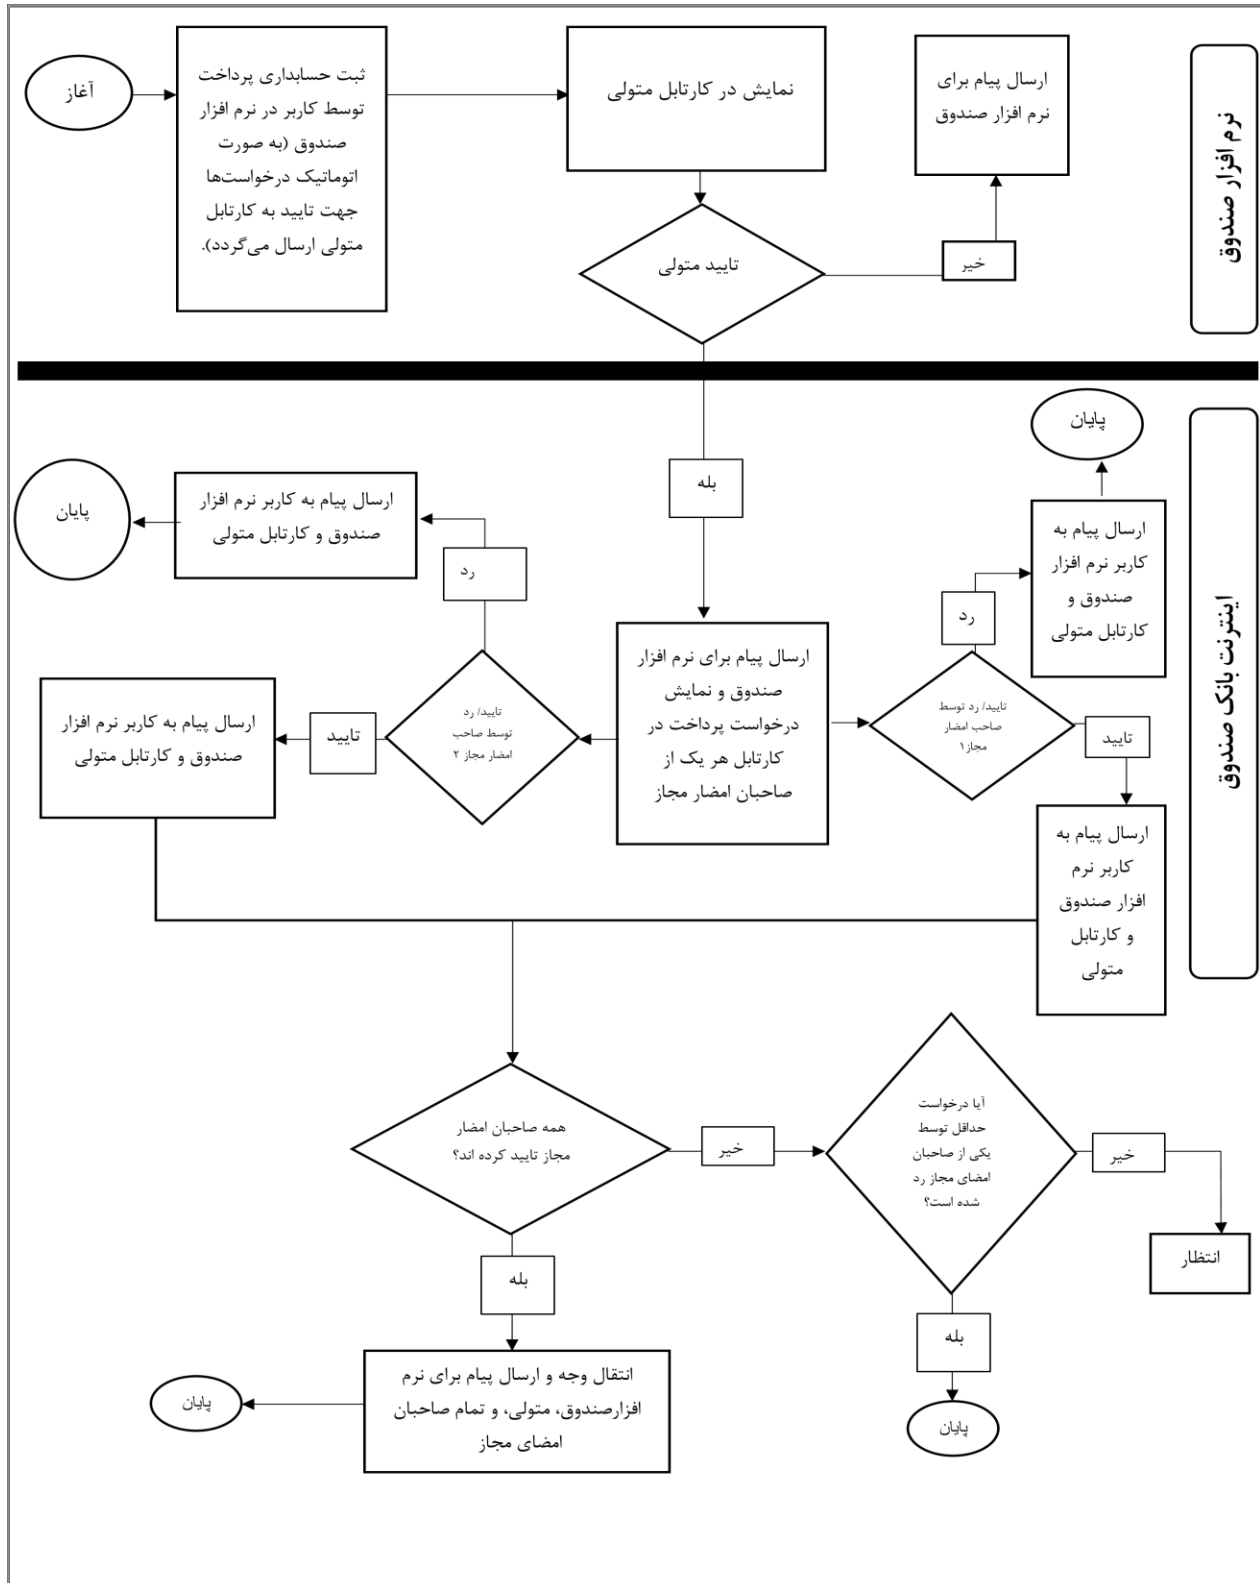 نرم افزار صندوق
آغاز
ثبت حسابداری پرداخت
توسط کاربر در نرم افزار
صندوق (به صورت
اتوماتیک درخواست‌ها
جهت تایید به کارتابل
متولی ارسال می‌گردد).
نمایش در کارتابل متولی
ارسال پیام برای
نرم افزار صندوق
تایید متولی
خیر
اینترنت بانک صندوق
بله
پایان
ارسال پیام به
کاربر نرم افزار
صندوق و
کارتابل متولی
رد
تایید/ رد توسط
صاحب امضار
مجاز۱
تایید
ارسال پیام به
کاربر نرم
افزار صندوق
و کارتابل
متولی
ارسال پیام برای نرم افزار
صندوق و نمایش
درخواست پرداخت در
کارتابل هر یک از
صاحبان امضار مجاز
تایید/ رد
توسط صاحب
امضار مجاز ۲
رد
ارسال پیام به کاربر نرم افزار
صندوق و کارتابل متولی
پایان
تایید
ارسال پیام به کاربر نرم افزار
صندوق و کارتابل متولی
همه صاحبان امضار
مجاز تایید کرده اند؟
خیر
آیا درخواست
حداقل توسط
یکی از صاحبان
امضای مجاز رد
شده است؟
خیر
انتظار
بله
پایان
بله
انتقال وجه و ارسال پیام برای نرم
افزارصندوق، متولی، و تمام صاحبان
امضای مجاز
پایان